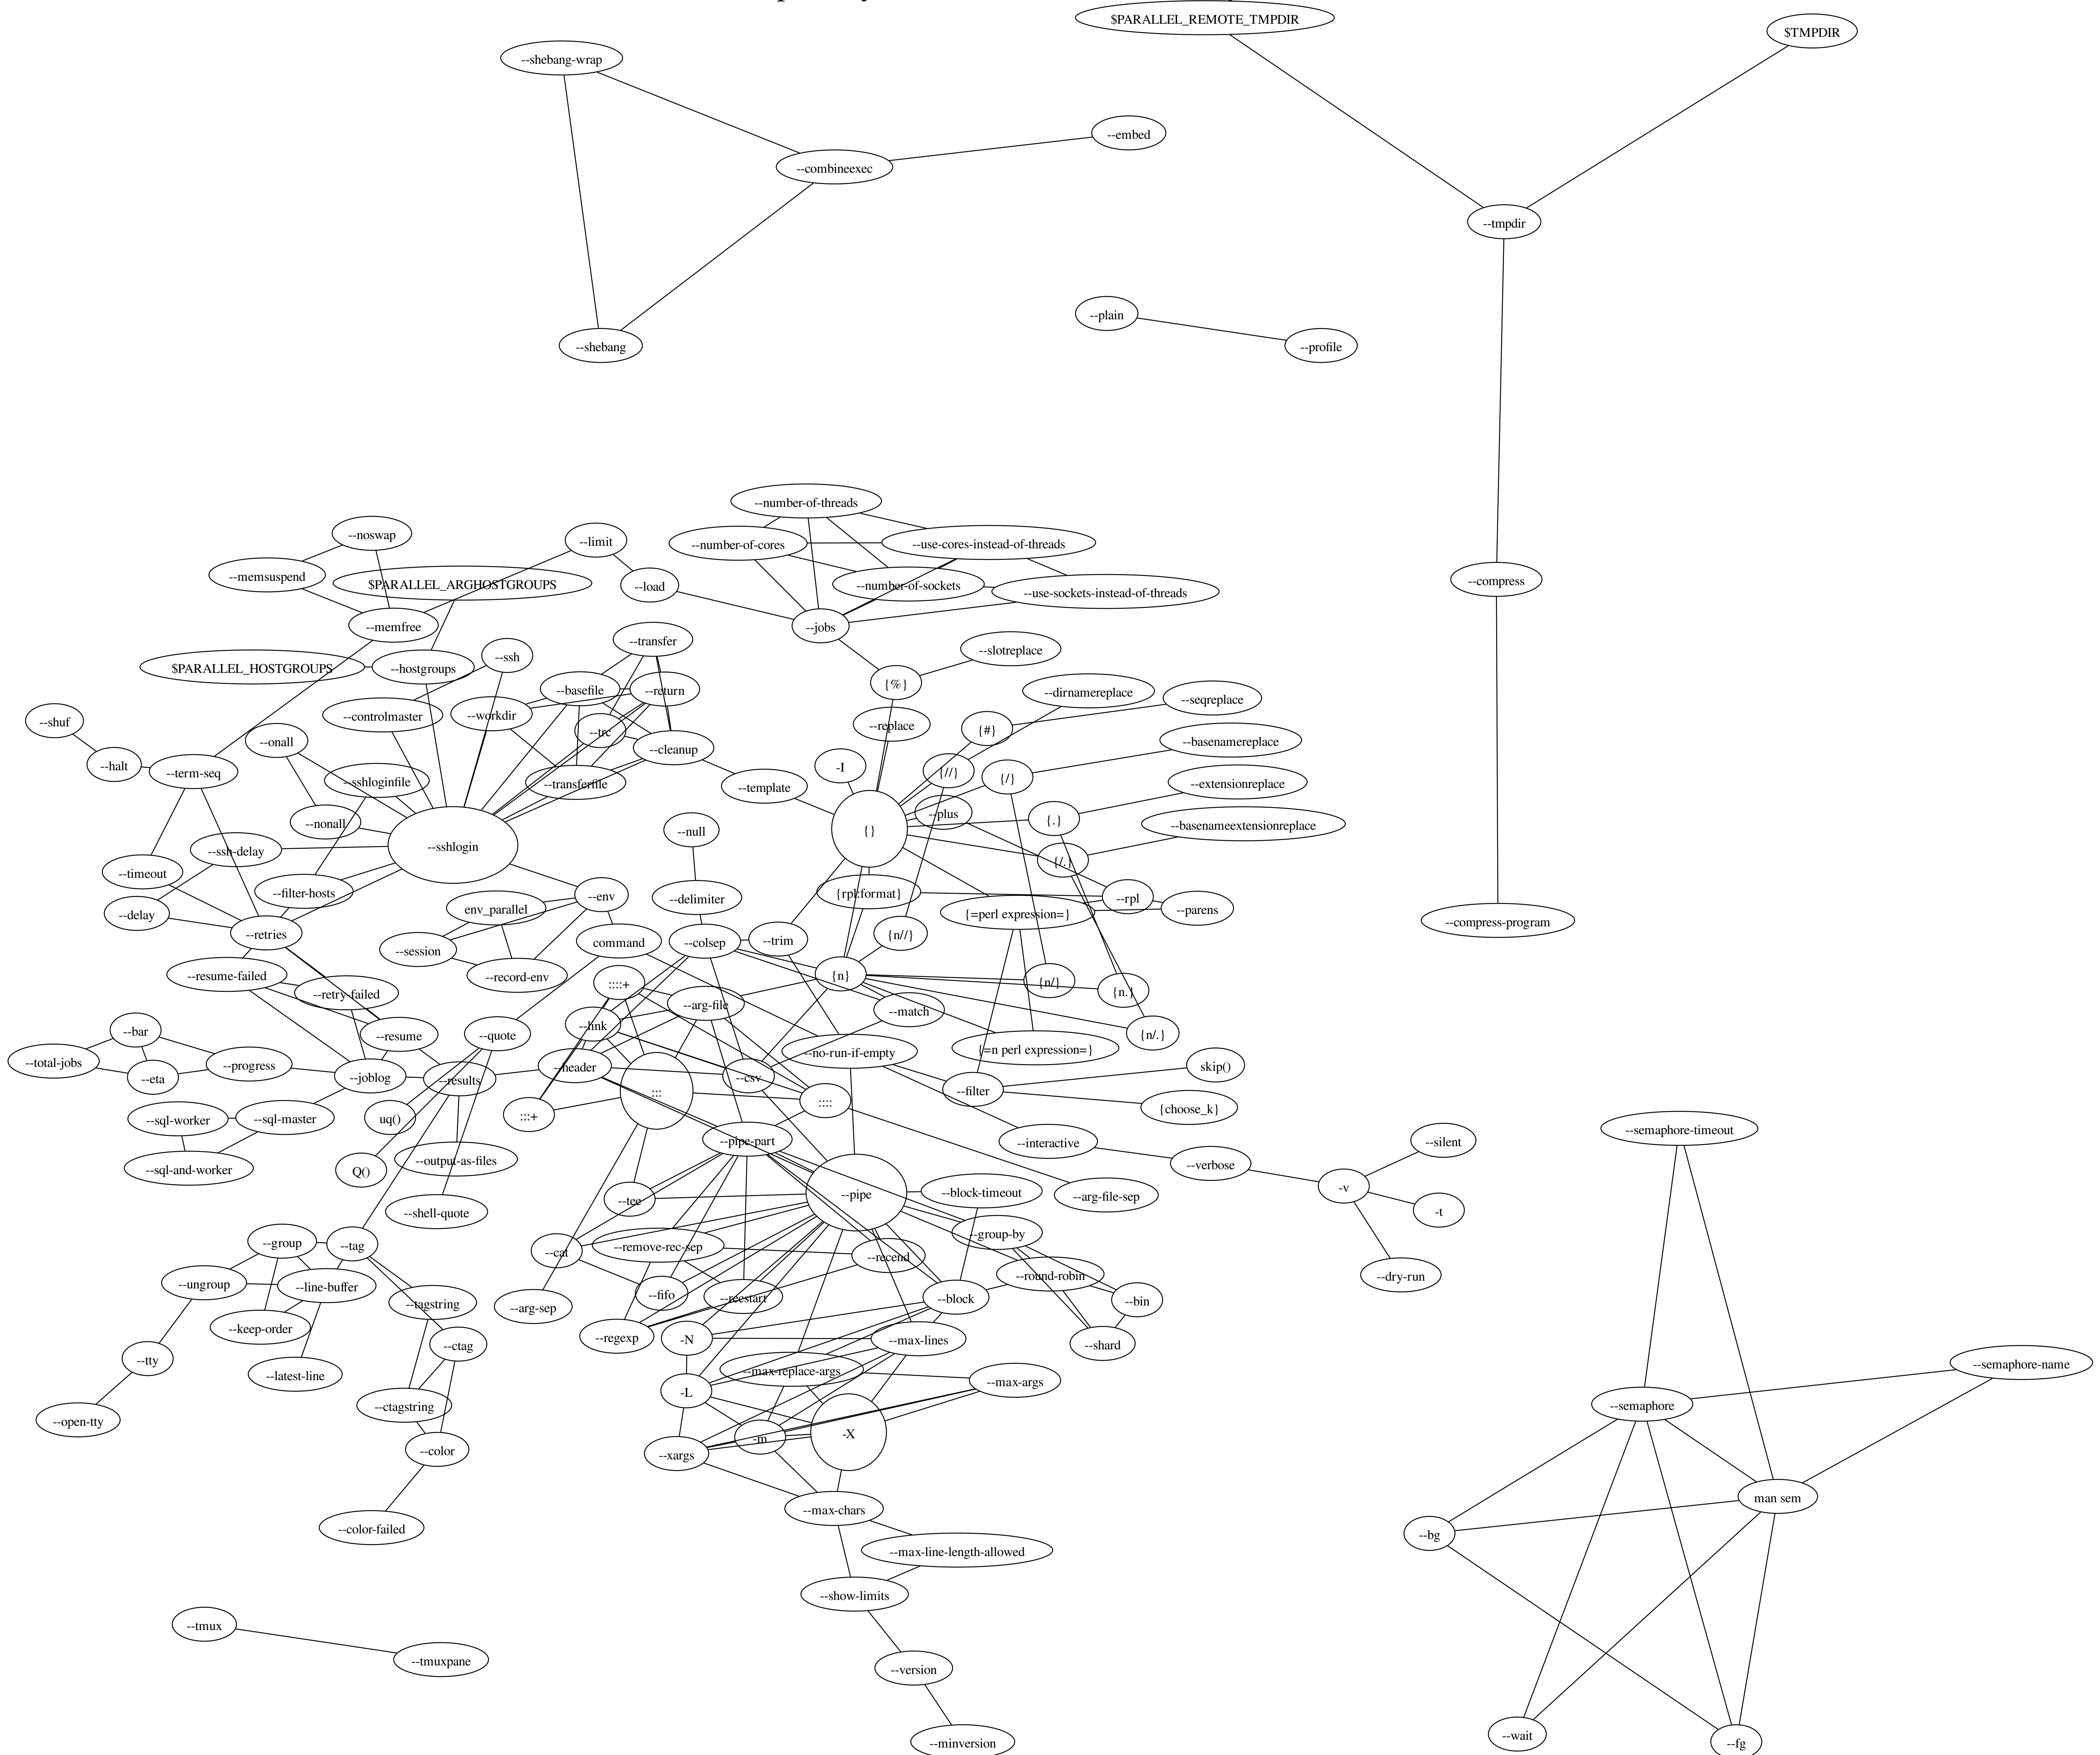 $PARALLEL_REMOTE_TMPDIR
$TMPDIR
--shebang-wrap
--embed
--combineexec
--tmpdir
--plain
--profile
--shebang
--number-of-threads
--noswap
--limit
--number-of-cores
--use-cores-instead-of-threads
--memsuspend
$PARALLEL_ARGHOSTGROUPS
--load
--number-of-sockets
--use-sockets-instead-of-threads
--compress
--memfree
--jobs
--transfer
--ssh
--slotreplace
$PARALLEL_HOSTGROUPS
--hostgroups
{%}
--basefile
--return
--dirnamereplace
--seqreplace
--controlmaster
--workdir
--replace
{#}
--shuf
--trc
--onall
--cleanup
--basenamereplace
--halt
--term-seq
-I
{//}
{/}
--sshloginfile
--transferfile
--template
--extensionreplace
--plus
{.}
--nonall
--basenameextensionreplace
--null
{}
--ssh-delay
--sshlogin
{/.}
--timeout
--filter-hosts
--env
--delimiter
{rpl:format}
--rpl
--delay
env_parallel
{=perl expression=}
--parens
--compress-program
--retries
--session
command
--colsep
--trim
{n//}
--resume-failed
--record-env
{n}
{n/}
--retry-failed
::::+
--arg-file
{n.}
--match
--bar
--resume
--quote
--link
{n/.}
--total-jobs
--eta
--progress
--joblog
--results
--header
--no-run-if-empty
{=n perl expression=}
skip()
--csv
--filter
:::
::::
{choose_k}
--sql-worker
--sql-master
uq()
:::+
--semaphore-timeout
--pipe-part
--interactive
--silent
--sql-and-worker
Q()
--output-as-files
--verbose
-v
--tee
--pipe
--block-timeout
--arg-file-sep
-t
--shell-quote
--group
--tag
--cat
--remove-rec-sep
--recend
--group-by
--ungroup
--line-buffer
--round-robin
--dry-run
--fifo
--recstart
--block
--bin
--tagstring
--arg-sep
--keep-order
--regexp
-N
--max-lines
--shard
--ctag
--tty
--latest-line
--max-replace-args
--max-args
--semaphore-name
-L
--open-tty
--ctagstring
--semaphore
--color
--xargs
-m
-X
--max-chars
man sem
--color-failed
--bg
--max-line-length-allowed
--show-limits
--tmux
--tmuxpane
--version
--minversion
--wait
--fg